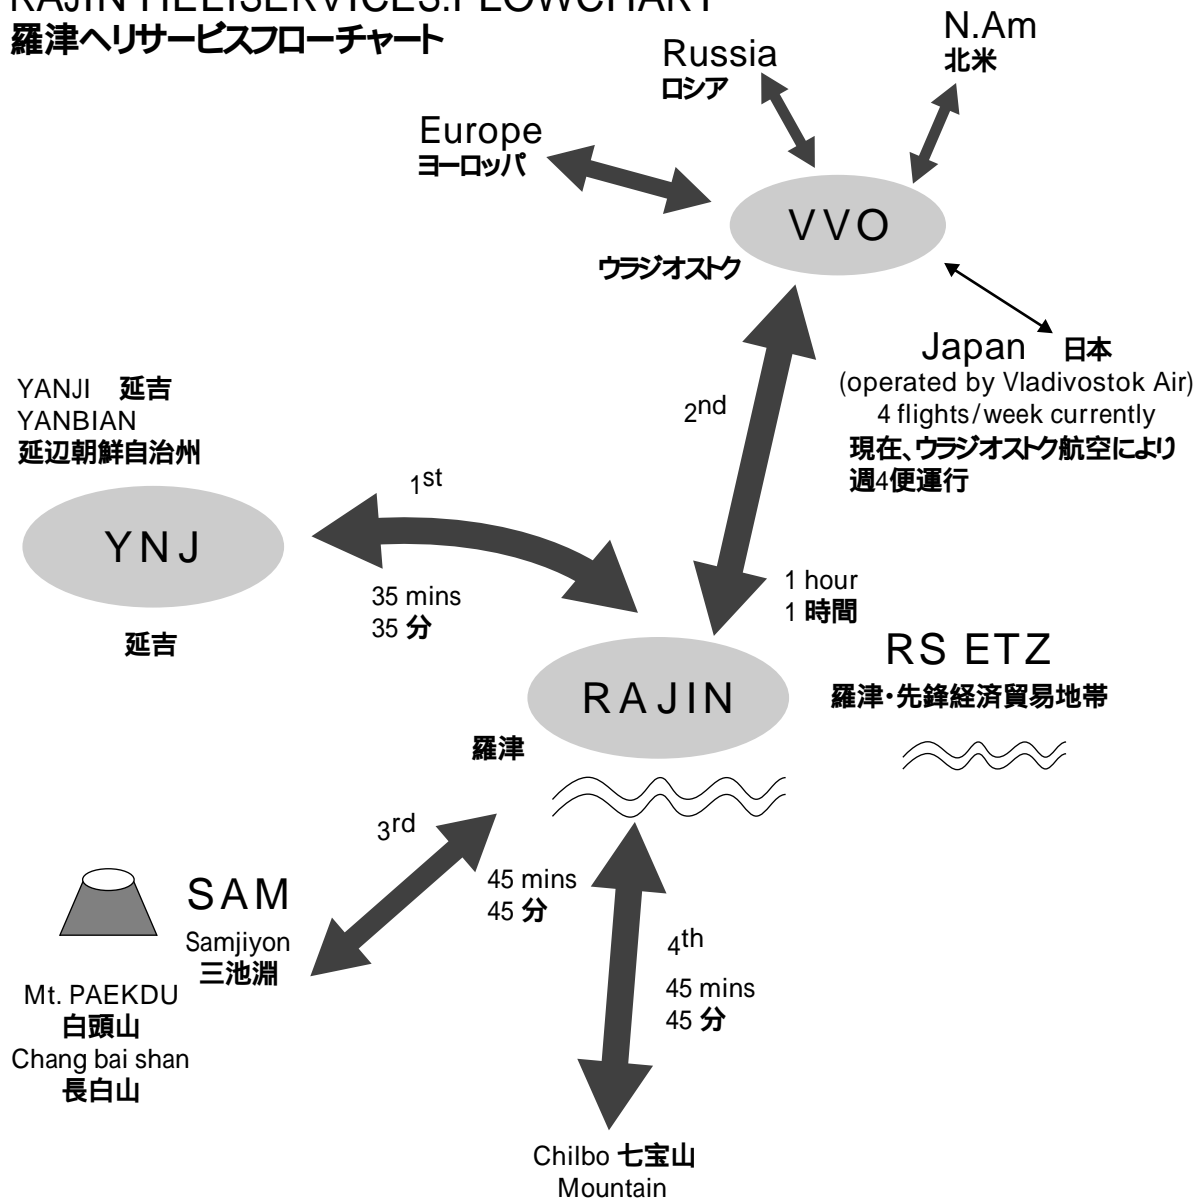 RAJIN HELISERVICES:FLOWCHART
羅津ヘリサービスフローチャート
N.Am
北米
Russia
ロシア
Europe
ヨーロッパ
VVO
ウラジオストク
Japan 日本
(operated by Vladivostok Air)
4 flights/week currently
現在、ウラジオストク航空により
週4便運行
YANJI 延吉
YANBIAN
延辺朝鮮自治州
2nd
1st
YNJ
35 mins
35 分
延吉
1 hour
1 時間
RS ETZ
羅津・先鋒経済貿易地帯
RAJIN
羅津
3rd
45 mins
45 分
SAM
Samjiyon
三池淵
Mt. PAEKDU
白頭山
Chang bai shan
長白山
4th
45 mins
45 分
Chilbo 七宝山
Mountain